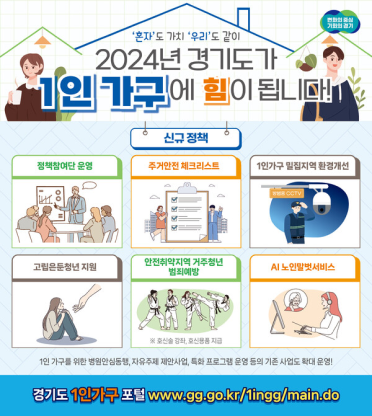 '혼자'도 가치 '우리'도 같이
변화의 중심
기회의 경기
2024년 경기도가
1인 가구에 힘이 됩니다!
신규 정책
정책참여단 운영
주거안전 체크리스트
1인가구 밀집지역 환경개선
CCTV
고립은둔청년 지원
안전취약지역 거주청년
범죄예방
※ 호신술 강좌, 호신용품 지급
AI 노인말벗서비스
1인 가구를 위한 병원안심동행, 자유주제 제안사업, 특화 프로그램 운영 등의 기존 사업도 확대 운영!
경기도 1인가구 포털 www.gg.go.kr/1ingg/main.do